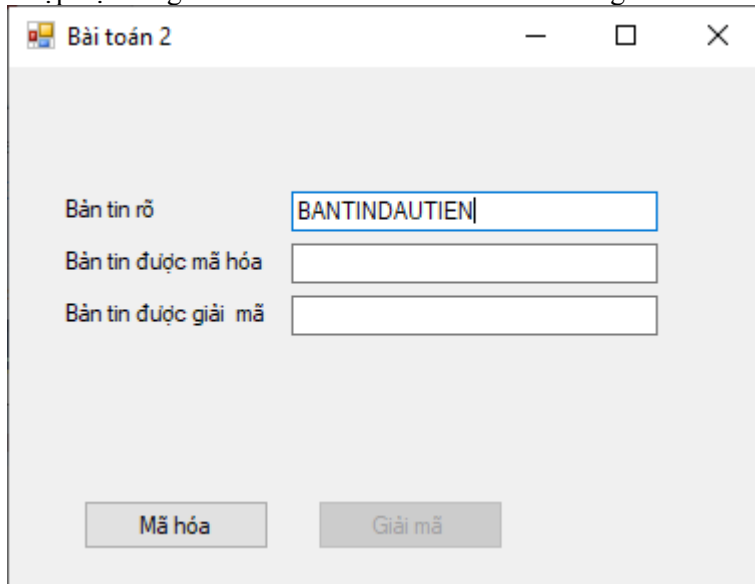 Bài toán 2
Bản tin rõ BANTINDAUTIEN
Bản tin được mã hóa
Bản tin được giải mã
Mã hóa Giải mã